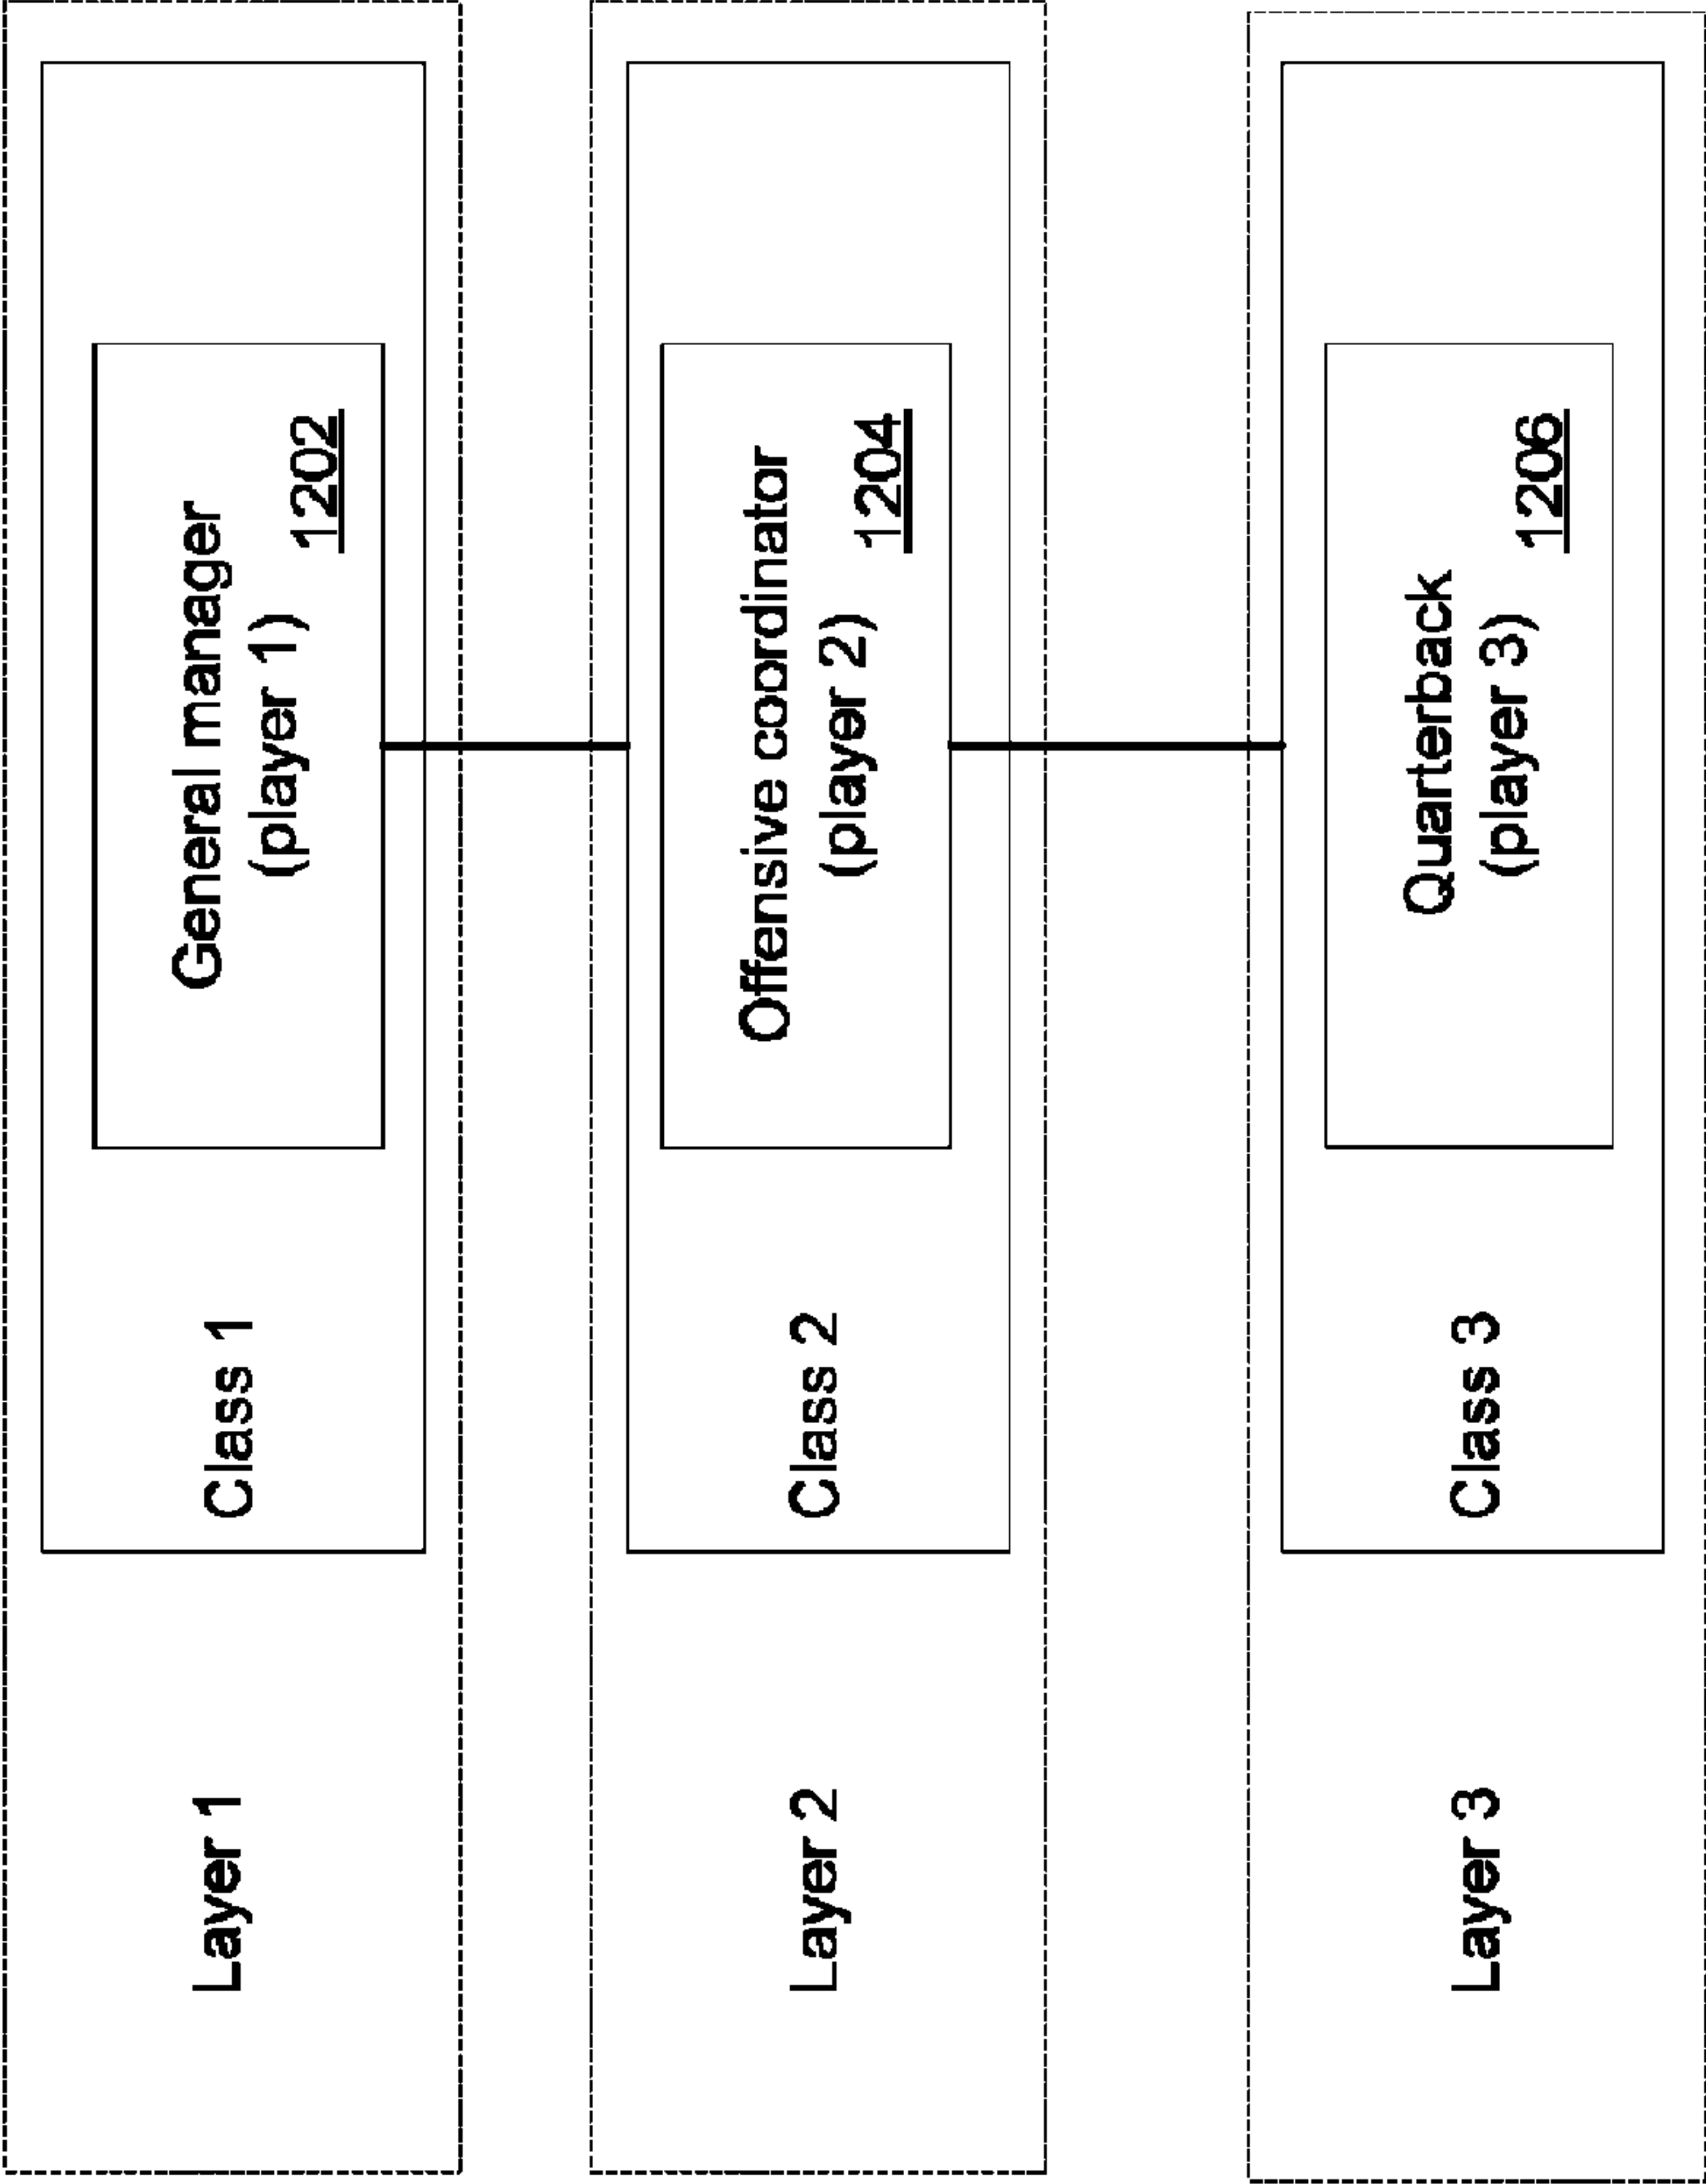 Layer 1
Class 1
General manager
(player 1)
1202
Layer 2
Class 2
Offensive coordinator
(player 2)
1204
Layer 3
Class 3
Quarterback
(player 3)
1206